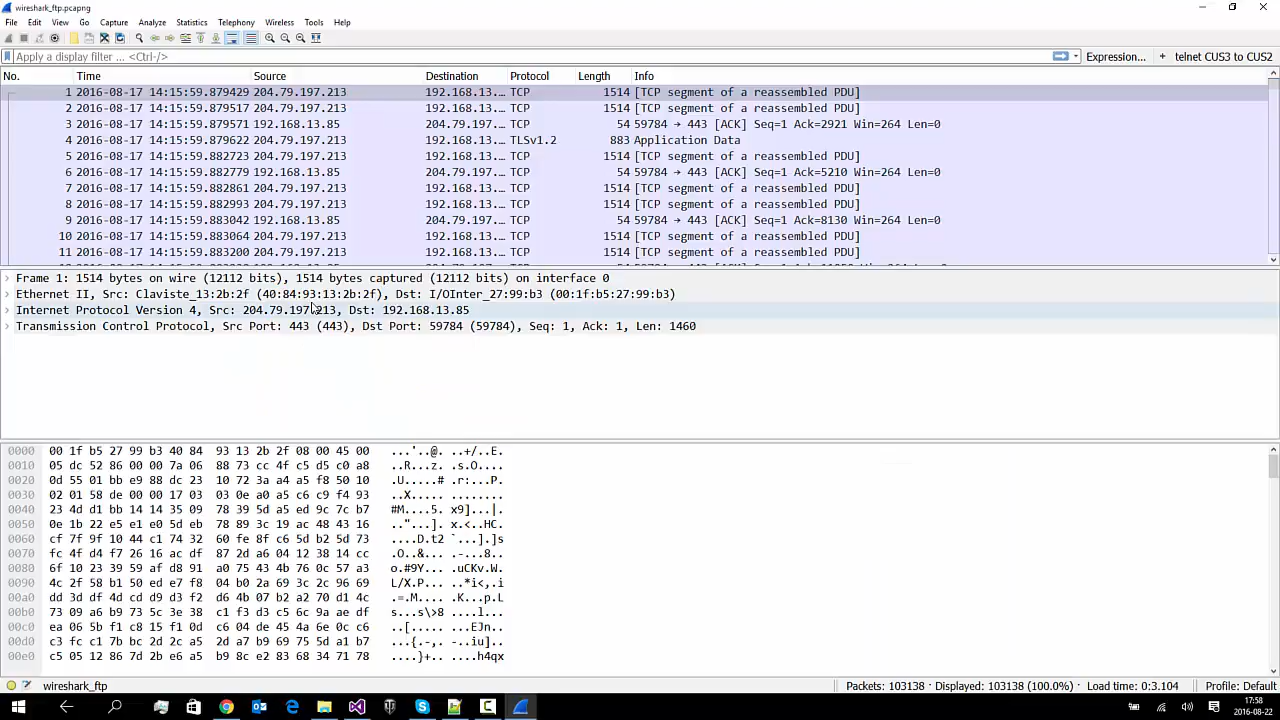 wireshark_ftp.pcapng
File Edit View Go Capture Analyze Statistics Telephony Wireless Tools Help
Apply a display filter ... <Ctrl-/> Expression... + telnet CUS3 to CUS2
No. Time Source Destination Protocol Length Info
1 2016-08-17 14:15:59.879429 204.79.197.213 192.168.13... TCP 1514 [TCP segment of a reassembled PDU]
2 2016-08-17 14:15:59.879517 204.79.197.213 192.168.13... TCP 1514 [TCP segment of a reassembled PDU]
3 2016-08-17 14:15:59.879571 192.168.13.85 204.79.197... TCP 54 59784 → 443 [ACK] Seq=1 Ack=2921 Win=264 Len=0
4 2016-08-17 14:15:59.879622 204.79.197.213 192.168.13... TLSv1.2 883 Application Data
5 2016-08-17 14:15:59.882723 204.79.197.213 192.168.13... TCP 1514 [TCP segment of a reassembled PDU]
6 2016-08-17 14:15:59.882779 192.168.13.85 204.79.197... TCP 54 59784 → 443 [ACK] Seq=1 Ack=5210 Win=264 Len=0
7 2016-08-17 14:15:59.882861 204.79.197.213 192.168.13... TCP 1514 [TCP segment of a reassembled PDU]
8 2016-08-17 14:15:59.882993 204.79.197.213 192.168.13... TCP 1514 [TCP segment of a reassembled PDU]
9 2016-08-17 14:15:59.883042 192.168.13.85 204.79.197... TCP 54 59784 → 443 [ACK] Seq=1 Ack=8130 Win=264 Len=0
10 2016-08-17 14:15:59.883064 204.79.197.213 192.168.13... TCP 1514 [TCP segment of a reassembled PDU]
11 2016-08-17 14:15:59.883200 204.79.197.213 192.168.13... TCP 1514 [TCP segment of a reassembled PDU]
Frame 1: 1514 bytes on wire (12112 bits), 1514 bytes captured (12112 bits) on interface 0
Ethernet II, Src: Claviste_13:2b:2f (40:84:93:13:2b:2f), Dst: I/OInter_27:99:b3 (00:1f:b5:27:99:b3)
Internet Protocol Version 4, Src: 204.79.197.213, Dst: 192.168.13.85
Transmission Control Protocol, Src Port: 443 (443), Dst Port: 59784 (59784), Seq: 1, Ack: 1, Len: 1460
0000 00 1f b5 27 99 b3 40 84 93 13 2b 2f 08 00 45 00 ...'..@. ..+/..E.
0010 05 dc 52 86 00 00 7a 06 88 73 cc 4f c5 d5 c0 a8 ..R...z. .s.O....
0020 0d 55 01 bb e9 88 dc 23 10 72 3a a4 a5 f8 50 10 .U.....# .r:...P.
0030 02 01 58 de 00 00 17 03 03 0e a0 a5 c6 c9 f4 93 ..X..... ........
0040 23 4d d1 bb 14 14 35 09 78 39 5d a5 ed 9c 7c b7 #M....5. x9]...|.
0050 0e 1b 22 e5 e1 e0 5d eb 78 89 3c 19 ac 48 43 16 .."...]. x.<..HC.
0060 cf 7f 9f 10 44 c1 74 32 60 fe 8f c6 5d b2 5d 73 ....D.t2 `...].]s
0070 fc 4f d4 f7 26 16 ac df 87 2d a6 04 12 38 14 cc .O..&... .-...8..
0080 6f 10 23 39 59 af d8 91 a0 75 43 4b 76 0c 57 a3 o.#9Y... .uCKv.W.
0090 4c 2f 58 b1 50 ed e7 f8 04 b0 2a 69 3c 2c 96 69 L/X.P... ..*i<,.i
00a0 dd 3d df 4d cd d9 d3 f2 d6 4b 07 b2 a2 70 d1 4c .=.M.... .K...p.L
00b0 73 09 a6 b9 73 5c 3e 38 c1 f3 d3 c5 6c 9a ae df s...s\>8 ....l...
00c0 ea 06 5b f1 c8 15 f1 0d c6 04 de 45 4a 6e 0c c6 ..[..... ...EJn..
00d0 c3 fc c1 7b bc 2d 2c a5 2d a7 b9 69 75 5d a1 b7 ...{.-,. -..iu]..
00e0 c5 05 12 86 7d 2b e6 a5 b9 8c e2 83 68 34 71 78 ....}+.. ....h4qx
wireshark_ftp Packets: 103138 · Displayed: 103138 (100.0%) · Load time: 0:3.104 Profile: Default
17:58
2016-08-22